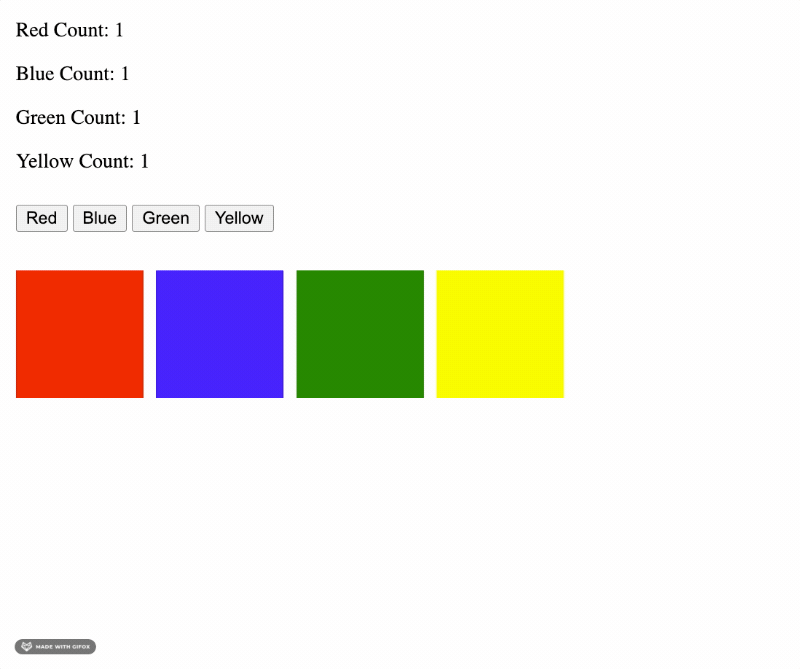 Red Count: 1
Blue Count: 1
Green Count: 1
Yellow Count: 1
Red Blue Green Yellow
MADE WITH GIFOX